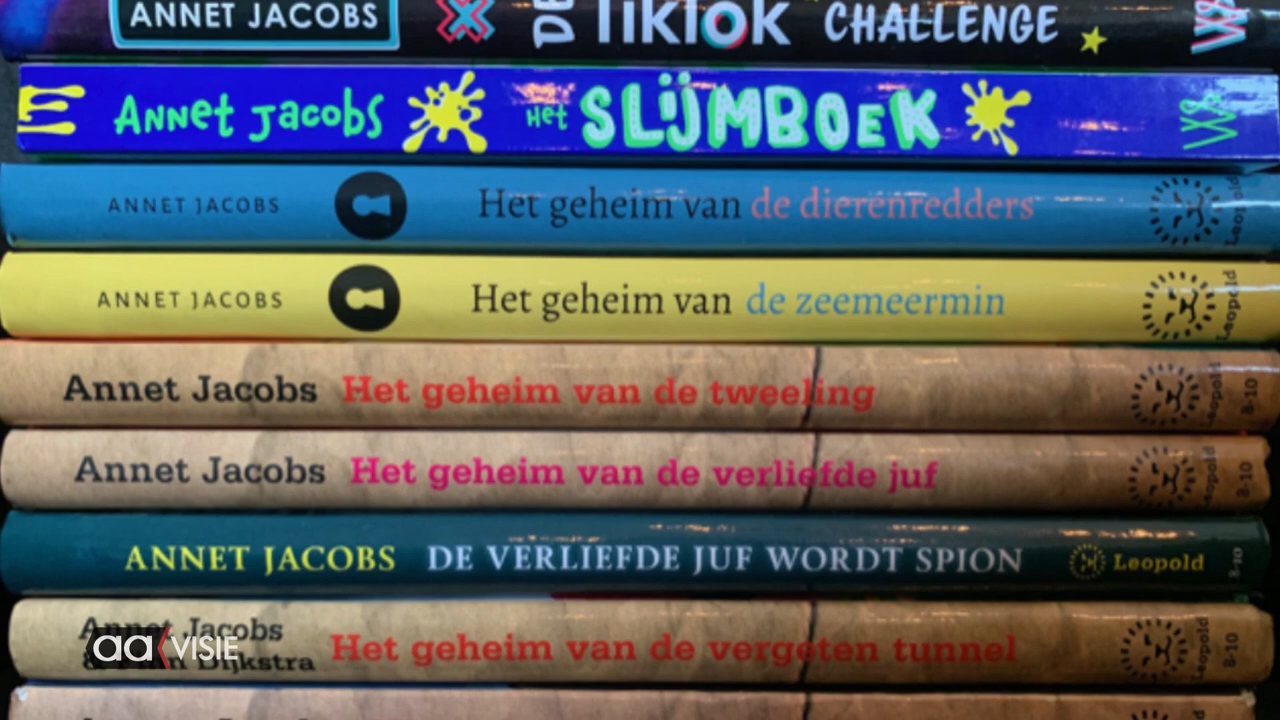 ANNET JACOBS DE TikTok CHALLENGE
Annet Jacobs Het SLIJMBOEK
ANNET JACOBS Het geheim van de dierenredders Leopold
ANNET JACOBS Het geheim van de zeemeermin Leopold
Annet Jacobs Het geheim van de tweeling Leopold 8-10
Annet Jacobs Het geheim van de verliefde juf Leopold 8-10
ANNET JACOBS DE VERLIEFDE JUF WORDT SPION Leopold 8-10
Annet Jacobs
& Dijkstra Het geheim van de vergeten tunnel Leopold 8-10
aa VISIE